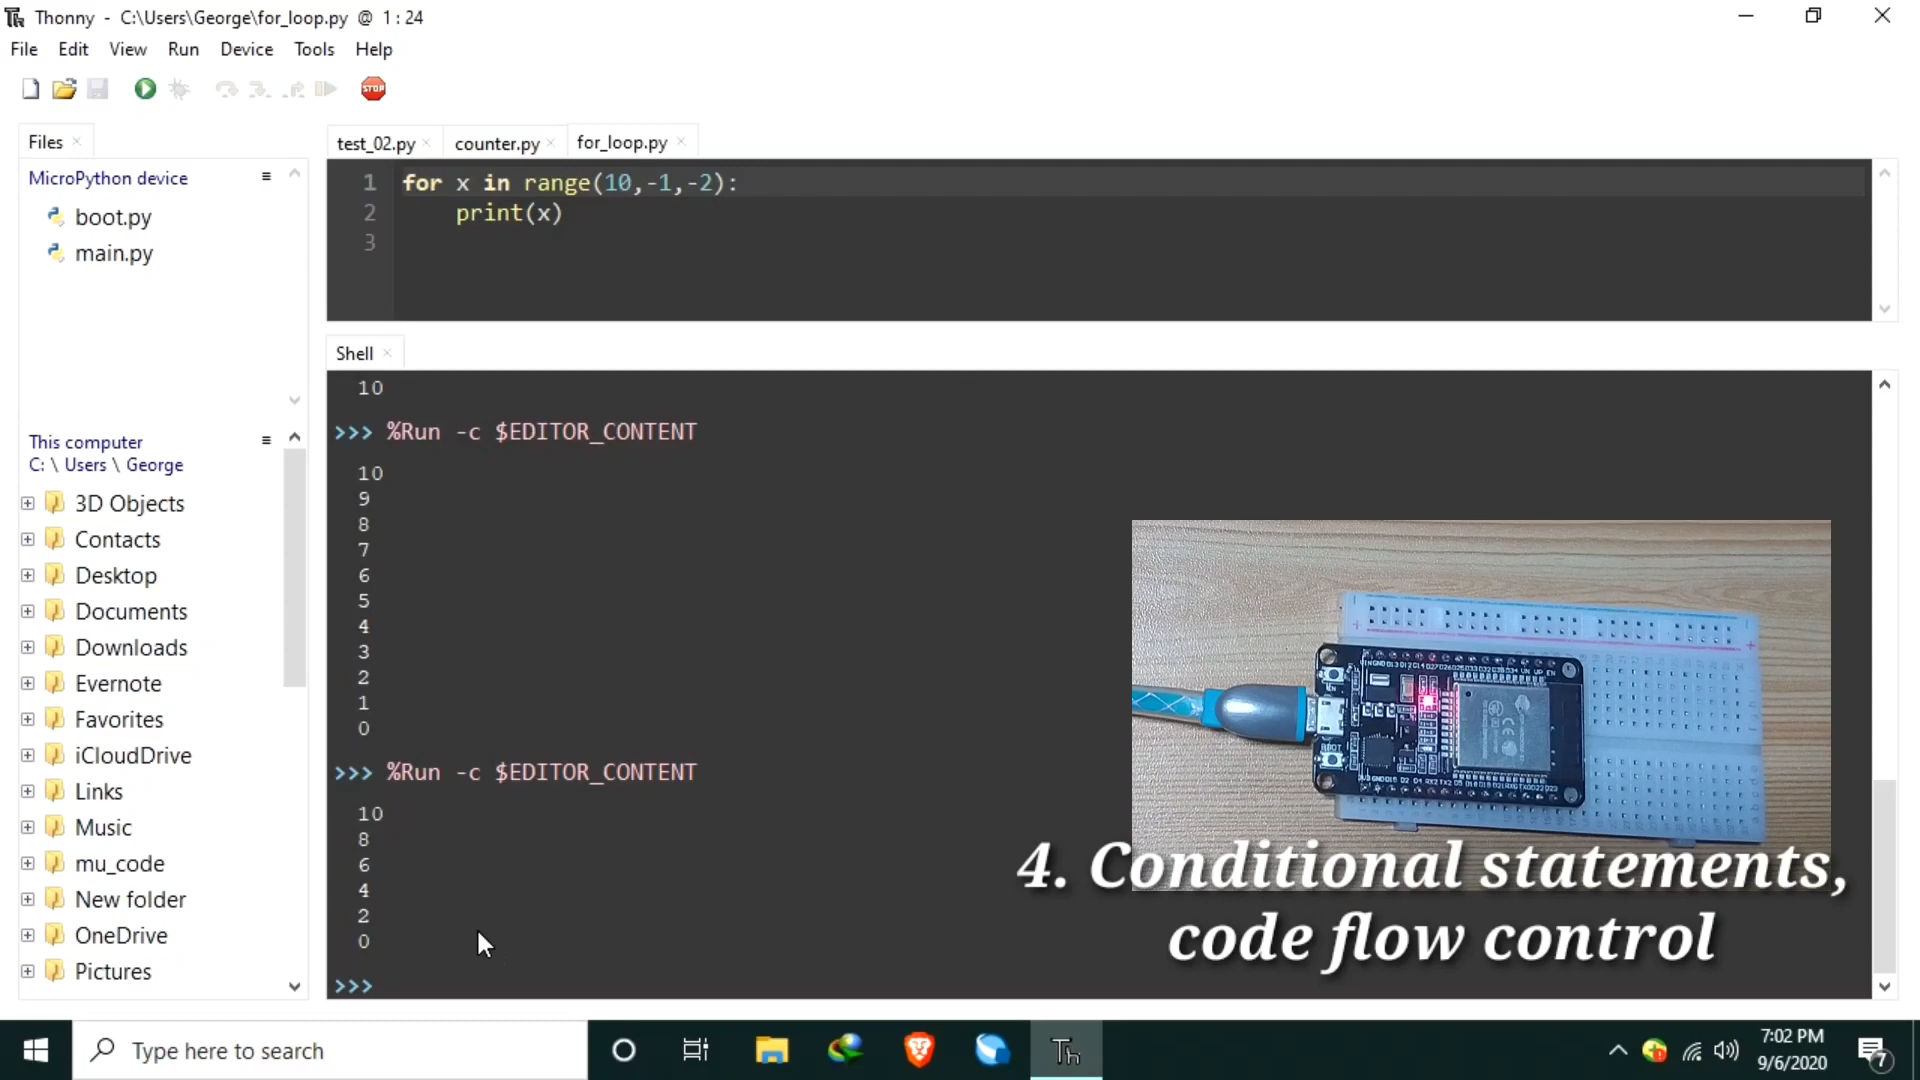 Thonny - C:\Users\George\for_loop.py @ 1 : 24
File Edit View Run Device Tools Help
STOP
Files
MicroPython device
boot.py
main.py
This computer
C: \ Users \ George
3D Objects
Contacts
Desktop
Documents
Downloads
Evernote
Favorites
iCloudDrive
Links
Music
mu_code
New folder
OneDrive
Pictures
test_02.py counter.py for_loop.py
1 for x in range(10,-1,-2):
2 print(x)
3
Shell
10
>>> %Run -c $EDITOR_CONTENT
10
9
8
7
6
5
4
3
2
1
0
>>> %Run -c $EDITOR_CONTENT
10
8
6
4
2
0
>>>
4. Conditional statements,
code flow control
Type here to search
Th
7:02 PM
9/6/2020
7